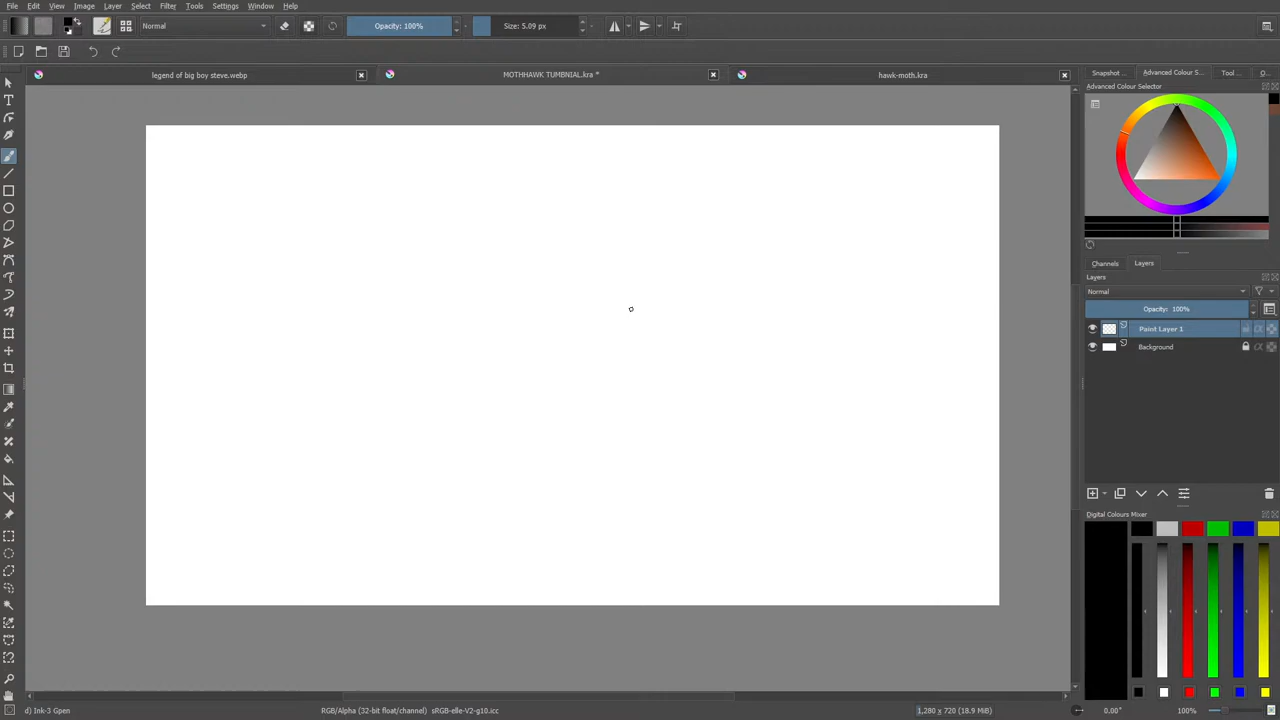 File Edit View Image Layer Select Filter Tools Settings Window Help
Normal Opacity: 100% Size: 5.09 px
legend of big boy steve.webp MOTHHAWK TUMBNIAL.kra * hawk-moth.kra
Snapshot ... Advanced Colour S... Tool ... O...
Advanced Colour Selector
Channels Layers
Layers
Normal
Opacity: 100%
Paint Layer 1
Background
Digital Colours Mixer
d) Ink-3 Gpen RGB/Alpha (32-bit float/channel) sRGB-elle-V2-g10.icc 1,280 x 720 (18.9 MiB) 0.00° 100%